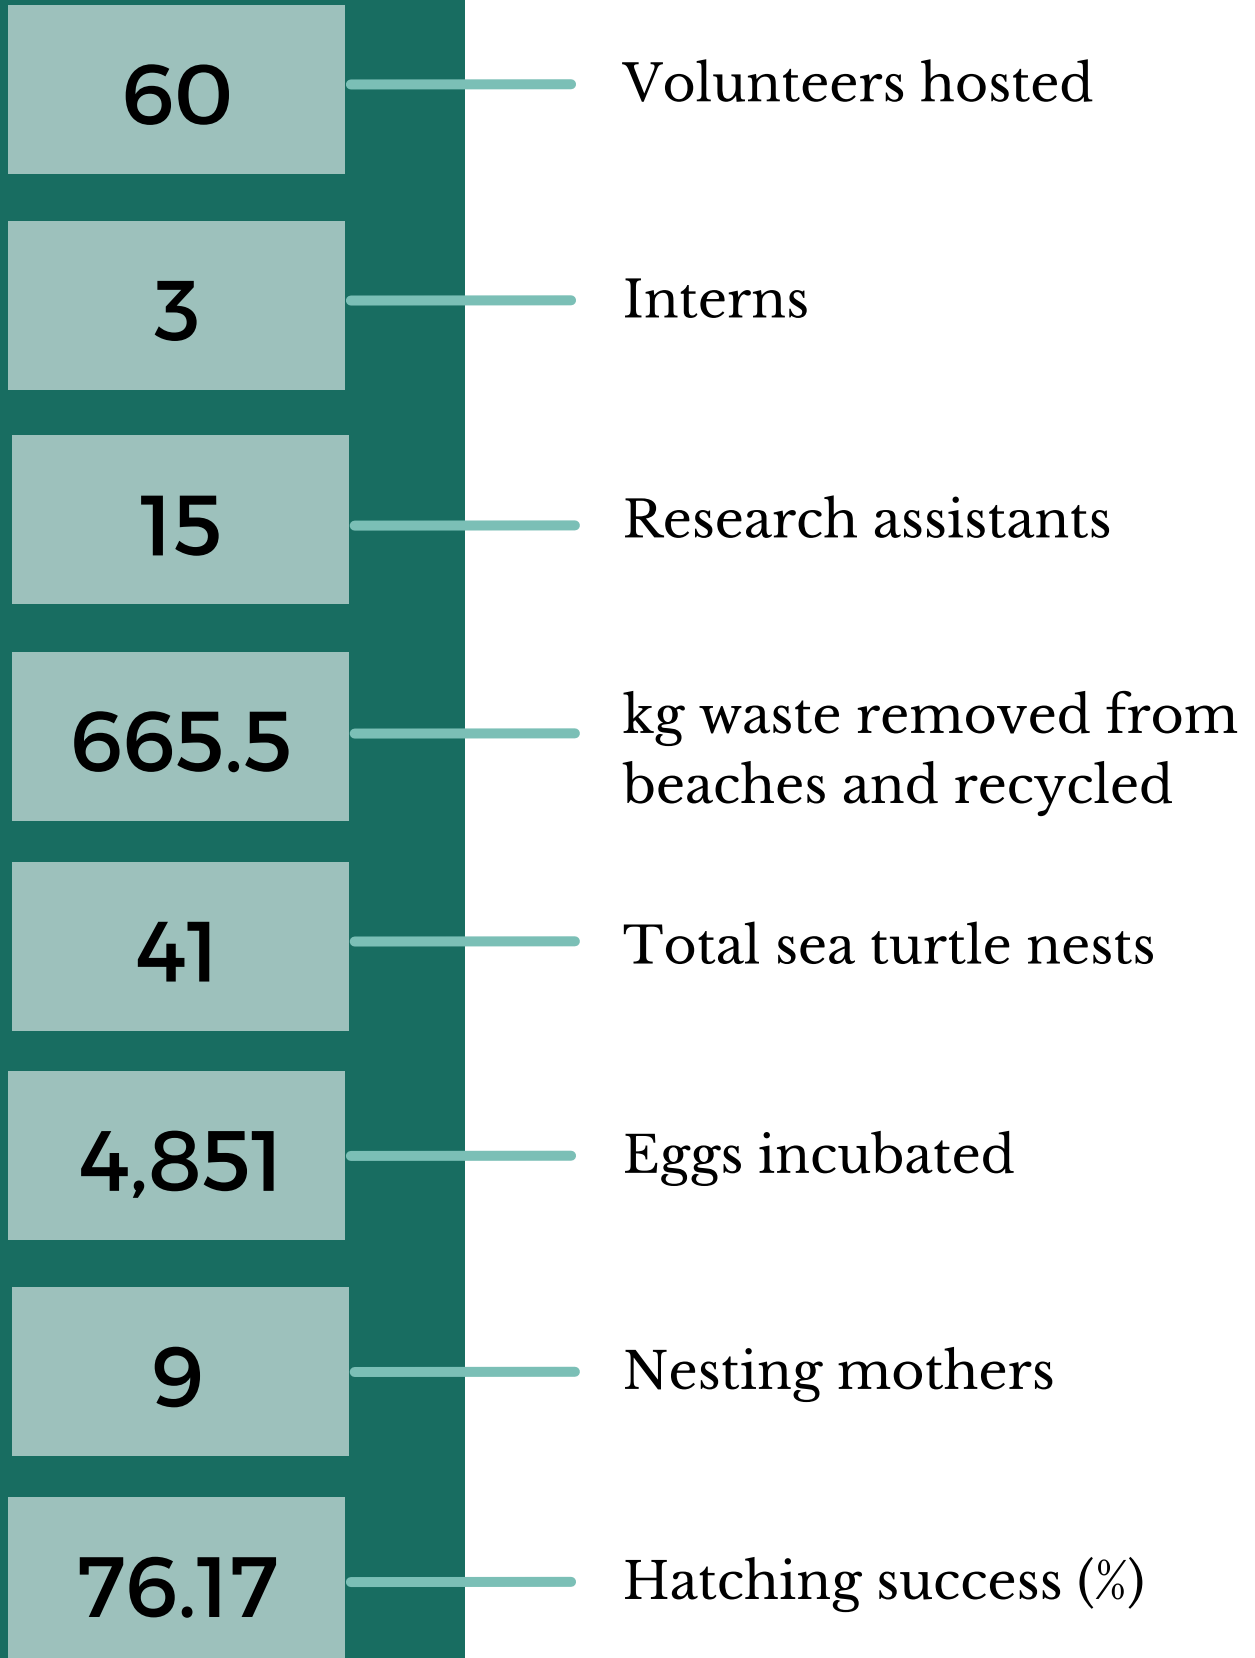 60 Volunteers hosted
3 Interns
15 Research assistants
665.5 kg waste removed from
beaches and recycled
41 Total sea turtle nests
4,851 Eggs incubated
9 Nesting mothers
76.17 Hatching success (%)